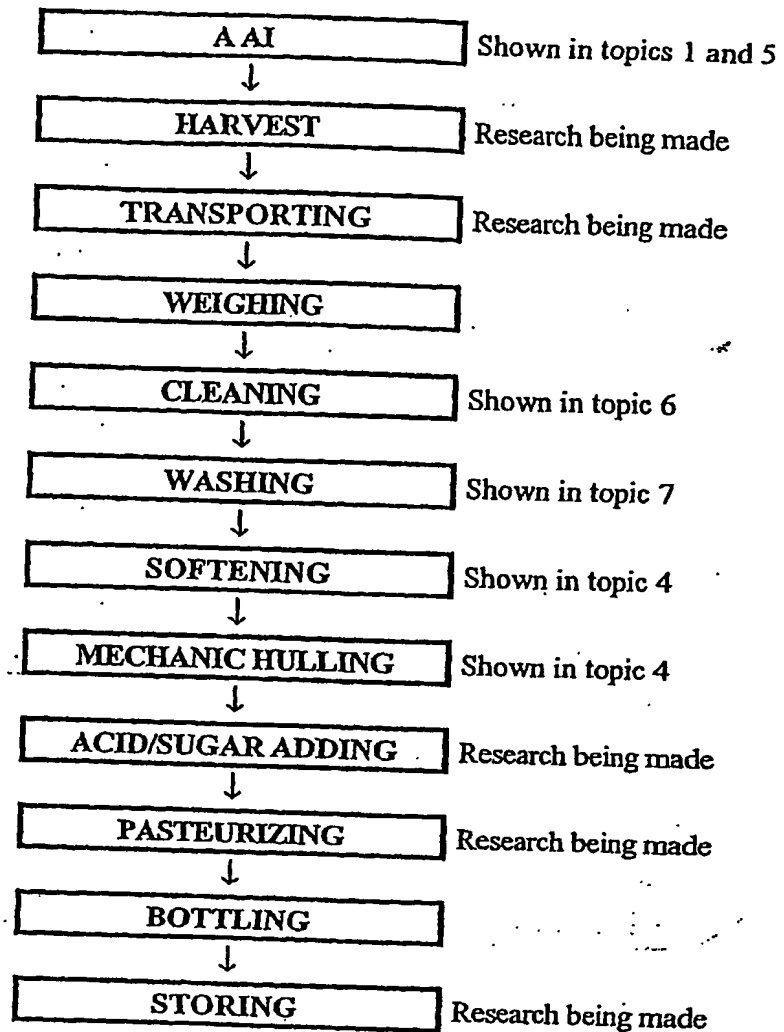 A AI Shown in topics 1 and 5
HARVEST Research being made
TRANSPORTING Research being made
WEIGHING
CLEANING Shown in topic 6
WASHING Shown in topic 7
SOFTENING Shown in topic 4
MECHANIC HULLING Shown in topic 4
ACID/SUGAR ADDING Research being made
PASTEURIZING Research being made
BOTTLING
STORING Research being made